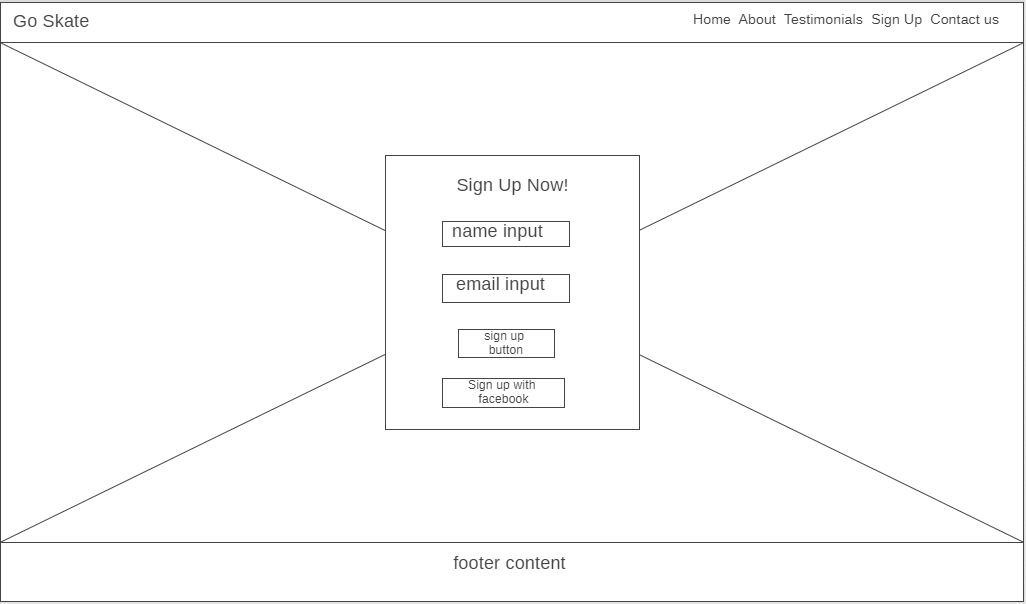 Go Skate
Home About Testimonials Sign Up Contact us
Sign Up Now!
name input
email input
sign up
button
Sign up with
facebook
footer content